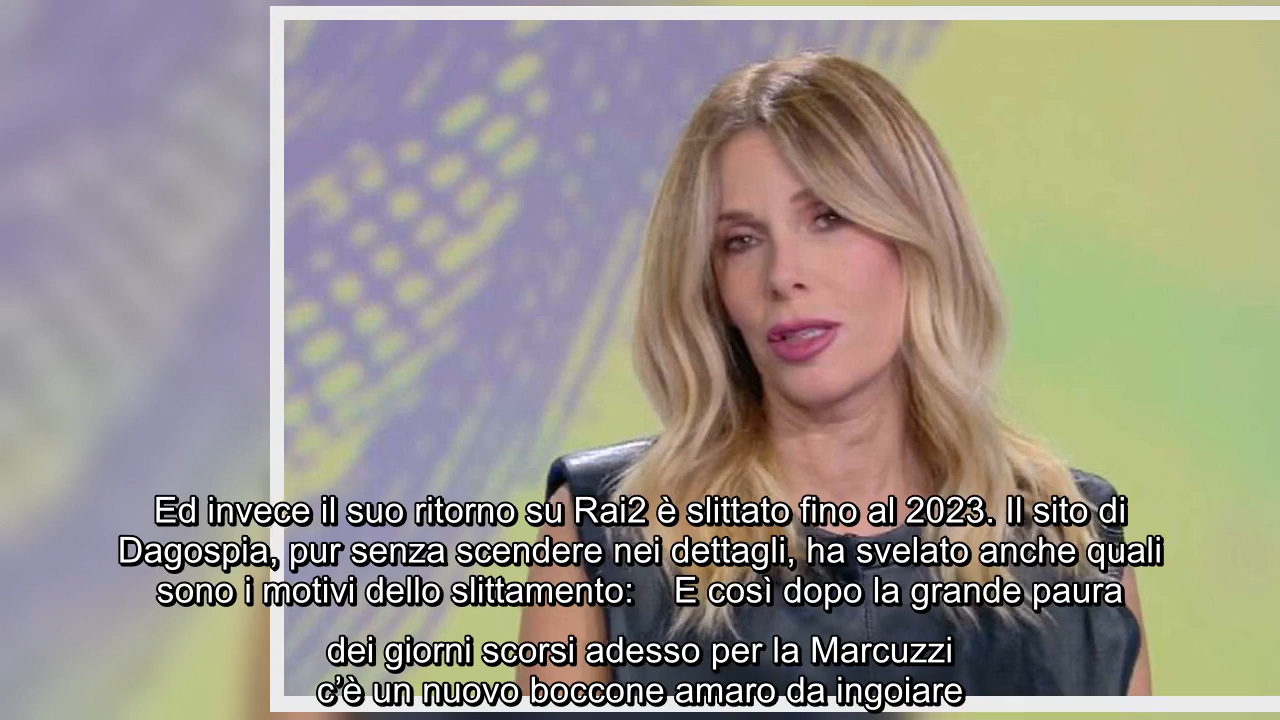 Ed invece il suo ritorno su Rai2 è slittato fino al 2023. Il sito di
Dagospia, pur senza scendere nei dettagli, ha svelato anche quali
sono i motivi dello slittamento: E così dopo la grande paura
dei giorni scorsi adesso per la Marcuzzi
c’è un nuovo boccone amaro da ingoiare